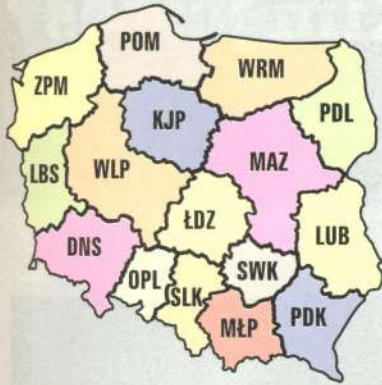 POM
WRM
ZPM
PDL
KJP
LBS
WLP
MAZ
ŁDZ
DNS
LUB
OPL
SLK
SWK
MŁP
PDK